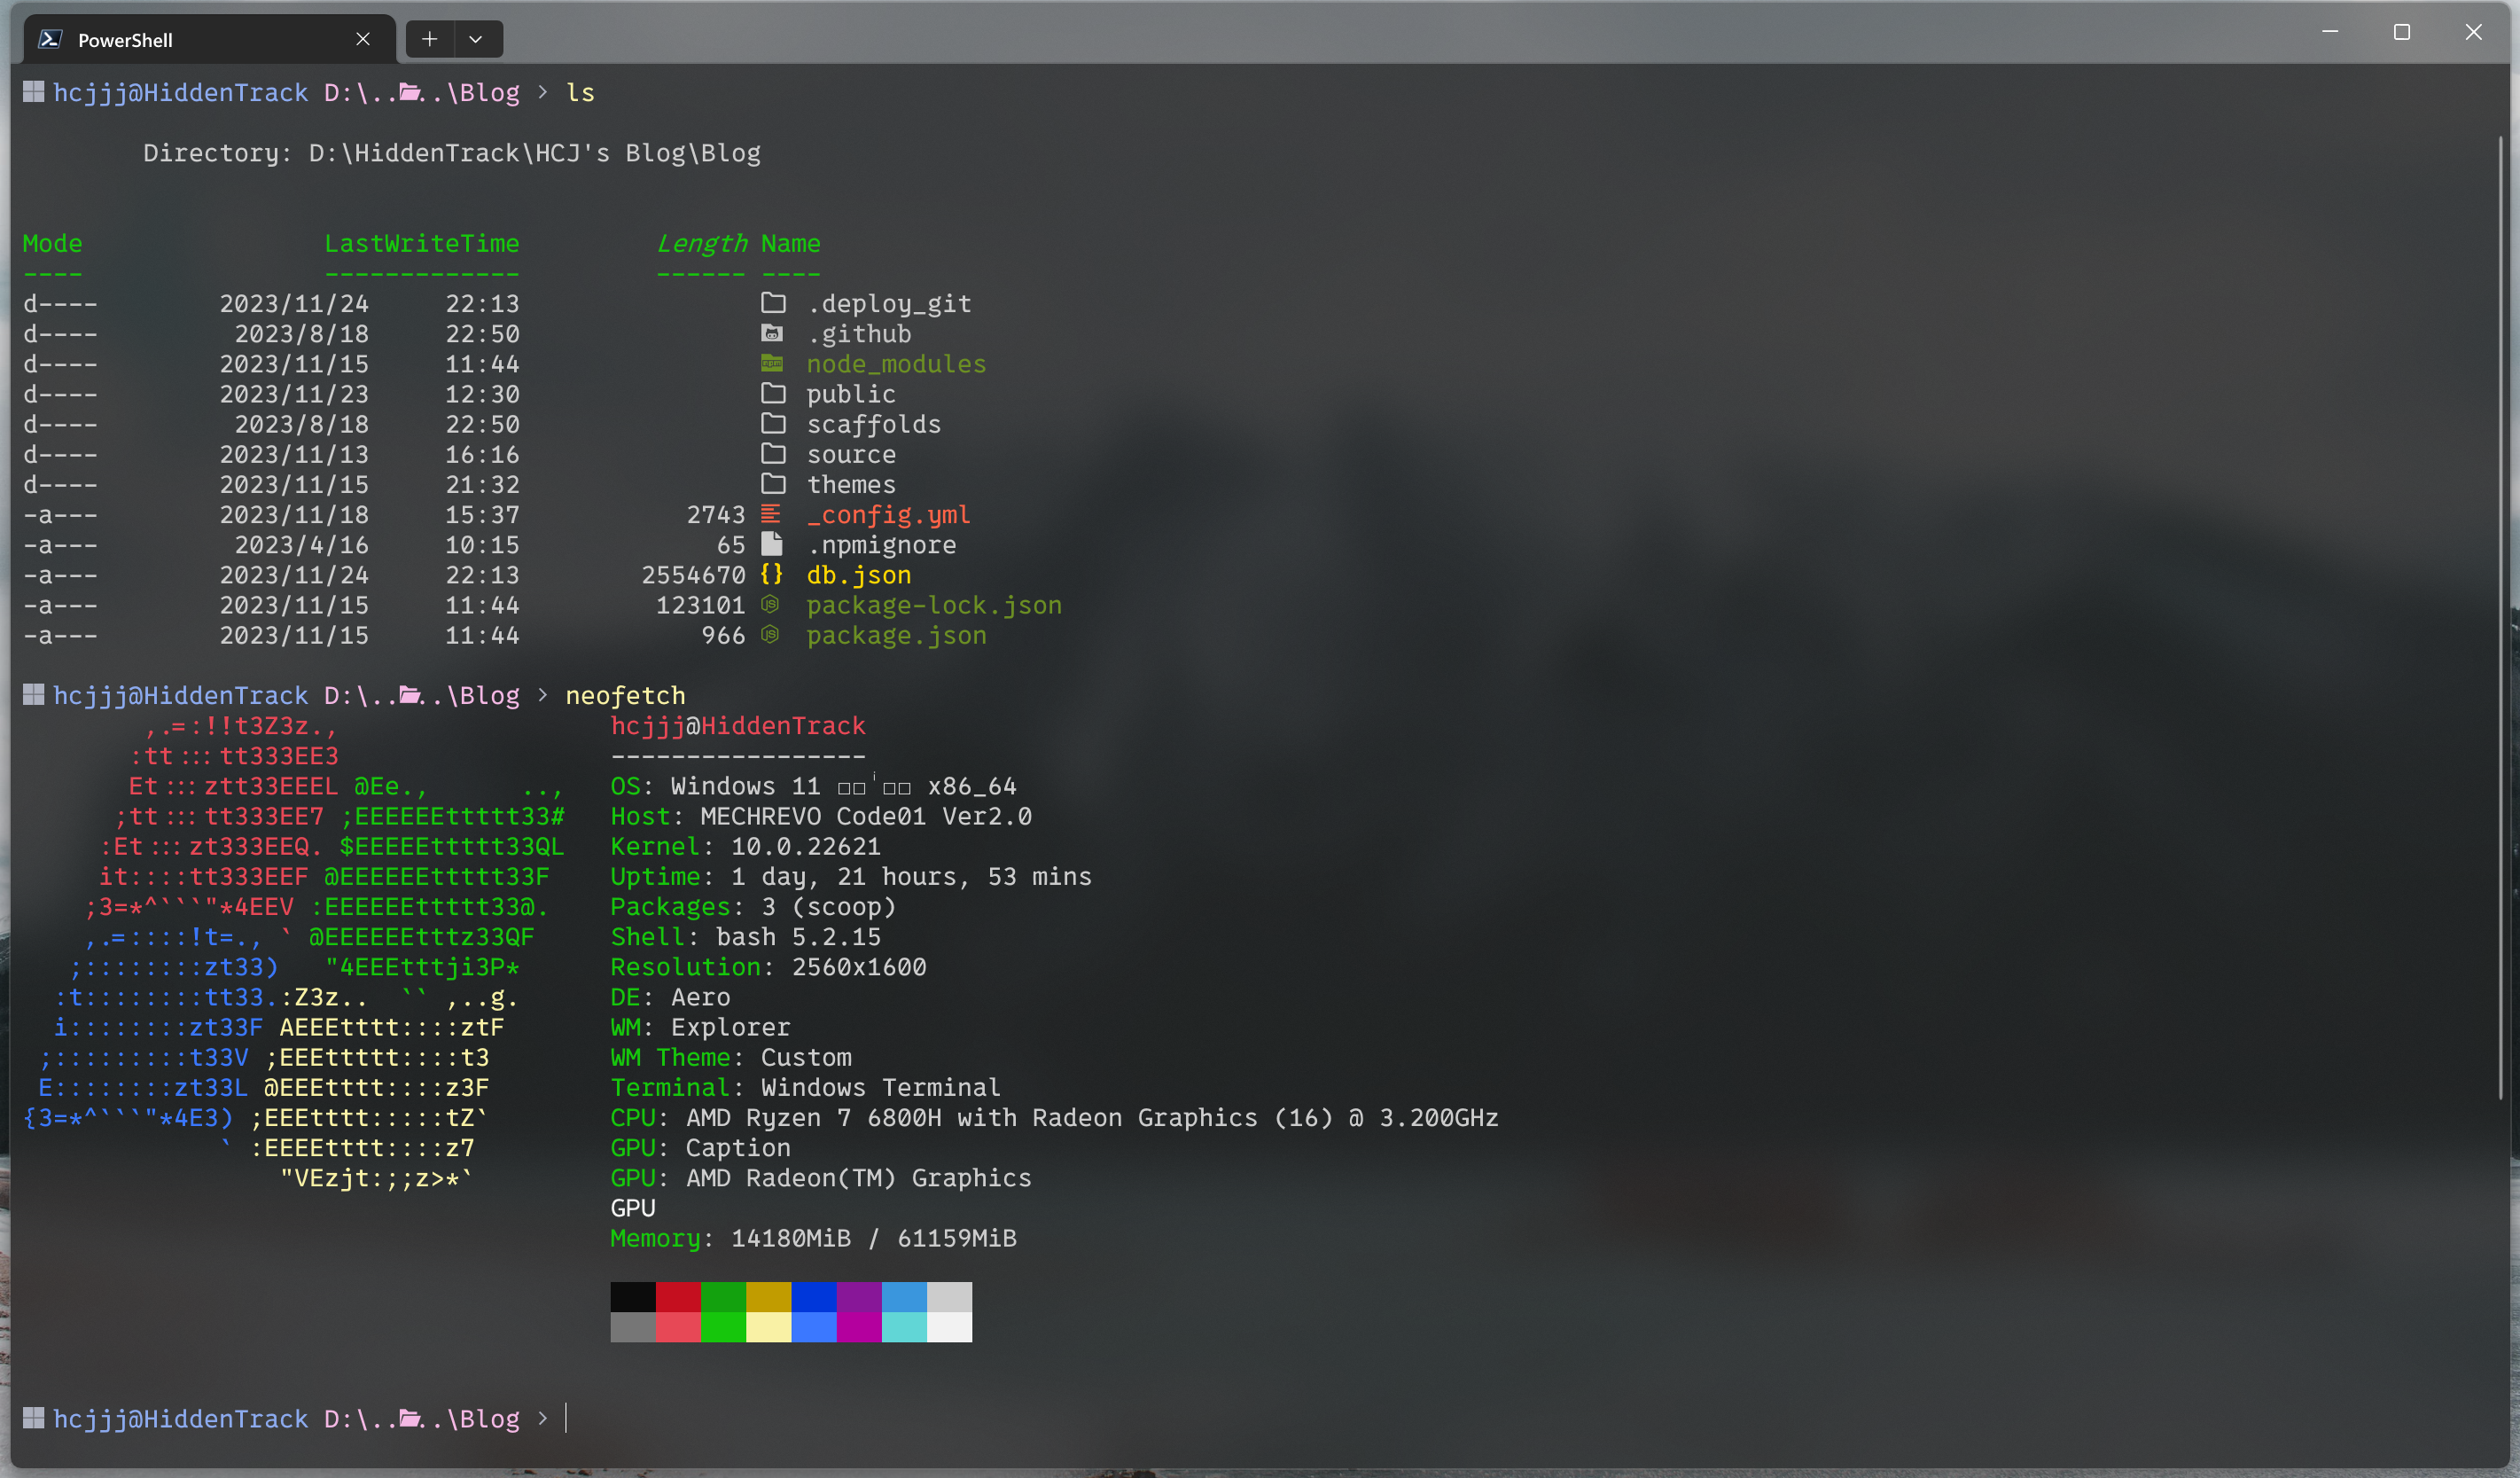 PowerShell
hcjjj@HiddenTrack D:\..\..\Blog > ls
Directory: D:\HiddenTrack\HCJ's Blog\Blog
Mode LastWriteTime Length Name
---- ------------- ------ ----
d---- 2023/11/24 22:13 .deploy_git
d---- 2023/8/18 22:50 .github
d---- 2023/11/15 11:44 node_modules
d---- 2023/11/23 12:30 public
d---- 2023/8/18 22:50 scaffolds
d---- 2023/11/13 16:16 source
d---- 2023/11/15 21:32 themes
-a--- 2023/11/18 15:37 2743 _config.yml
-a--- 2023/4/16 10:15 65 .npmignore
-a--- 2023/11/24 22:13 2554670 {} db.json
-a--- 2023/11/15 11:44 123101 package-lock.json
-a--- 2023/11/15 11:44 966 package.json
hcjjj@HiddenTrack D:\..\..\Blog > neofetch
,.=:!!t3Z3z., hcjjj@HiddenTrack
:tt:::tt333EE3 -----------------
Et:::ztt33EEEL @Ee., .., OS: Windows 11 x86_64
;tt:::tt333EE7 ;EEEEEEttttt33# Host: MECHREVO Code01 Ver2.0
:Et:::zt333EEQ. $EEEEEttttt33QL Kernel: 10.0.22621
it::::tt333EEF @EEEEEEttttt33F Uptime: 1 day, 21 hours, 53 mins
;3=*^```"*4EEV :EEEEEEttttt33@. Packages: 3 (scoop)
,.=::::!t=., ` @EEEEEEtttz33QF Shell: bash 5.2.15
;::::::::zt33) "4EEEtttji3P* Resolution: 2560x1600
:t::::::::tt33.:Z3z.. `` ,..g. DE: Aero
i::::::::zt33F AEEEtttt::::ztF WM: Explorer
;:::::::::t33V ;EEEttttt::::t3 WM Theme: Custom
E::::::::zt33L @EEEtttt::::z3F Terminal: Windows Terminal
{3=*^```"*4E3) ;EEEtttt:::::tZ` CPU: AMD Ryzen 7 6800H with Radeon Graphics (16) @ 3.200GHz
` :EEEEtttt::::z7 GPU: Caption
"VEzjt:;;z>*` GPU: AMD Radeon(TM) Graphics
GPU
Memory: 14180MiB / 61159MiB
hcjjj@HiddenTrack D:\..\..\Blog >